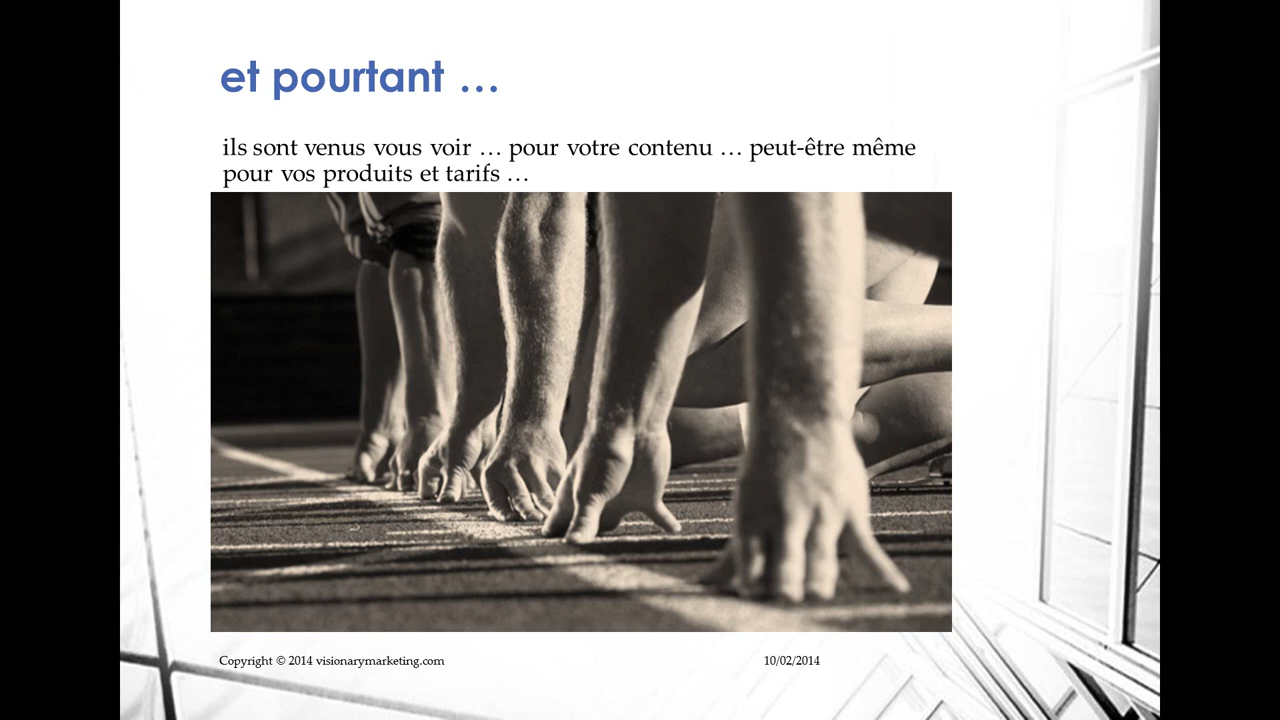 et pourtant …
ils sont venus vous voir … pour votre contenu … peut-être même
pour vos produits et tarifs …
Copyright © 2014 visionarymarketing.com
10/02/2014